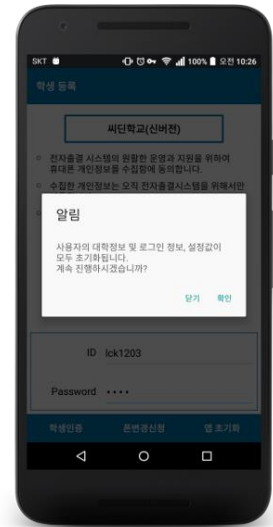 SKT 100% 오전 10:26
학생 등록
씨딘학교(신버전)
전자출결 시스템의 원활한 운영과 지원을 위하여
휴대폰 개인정보를 수집함에 동의합니다.
수집한 개인정보는 오직 전자출결시스템을 위해서만
알림
사용자의 대학정보 및 로그인 정보, 설정값이
모두 초기화됩니다.
계속 진행하시겠습니까?
닫기 확인
ID lck1203
Password ••••
학생인증 폰변경신청 앱 초기화